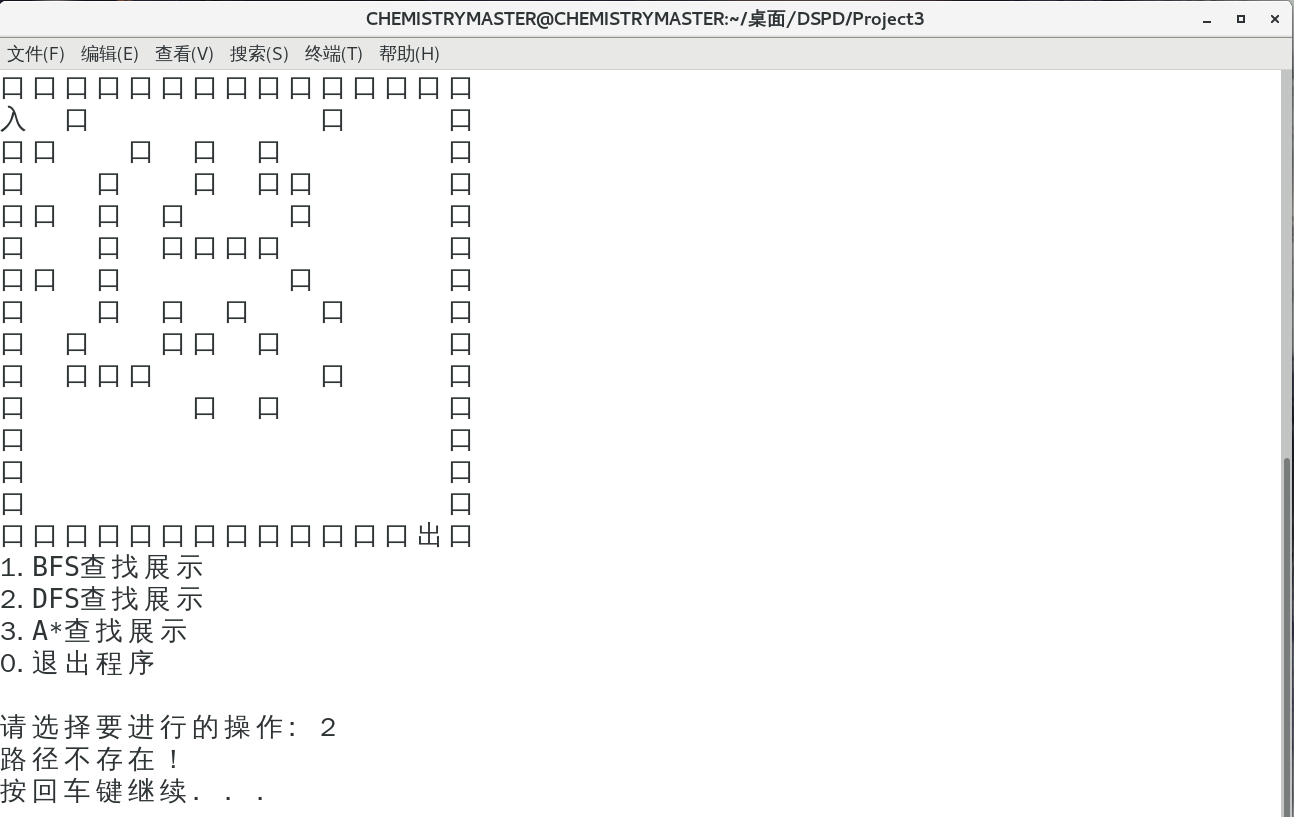 CHEMISTRYMASTER@CHEMISTRYMASTER:~/桌面/DSPD/Project3
文件(F) 编辑(E) 查看(V) 搜索(S) 终端(T) 帮助(H)
口口口口口口口口口口口口口口口
入  口              口      口
口口    口  口  口          口
口    口    口  口口        口
口口  口  口      口        口
口    口  口口口口          口
口口  口          口        口
口    口  口  口    口      口
口  口    口口  口          口
口  口口口          口      口
口          口  口          口
口                          口
口                          口
口                          口
口口口口口口口口口口口口口出口
1. BFS查找展示
2. DFS查找展示
3. A*查找展示
0. 退出程序
请选择要进行的操作: 2
路径不存在！
按回车键继续. . .